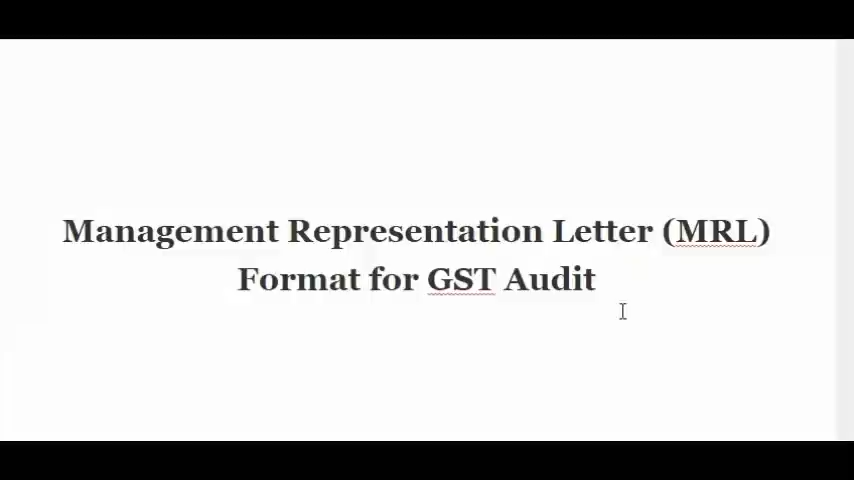 Management Representation Letter (MRL)
Format for GST Audit